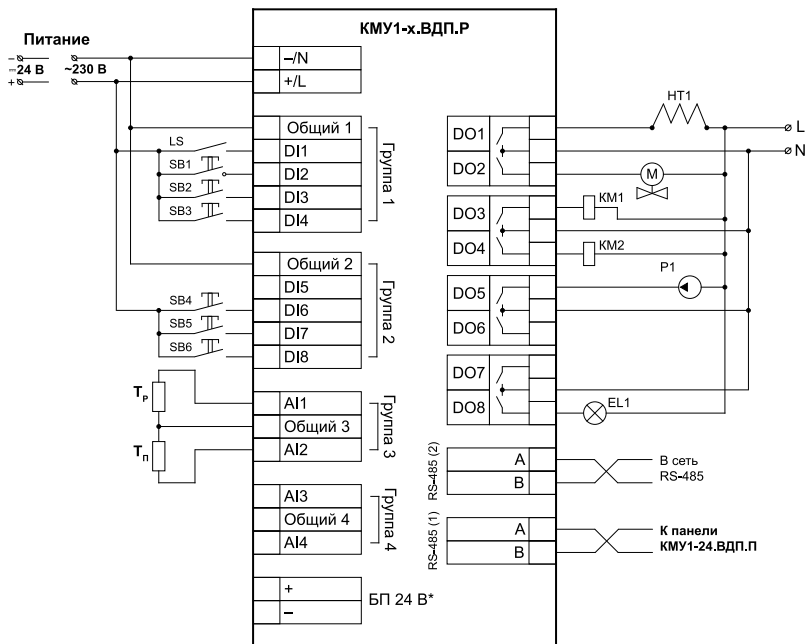 КМУ1-х.ВДП.Р
Питание
–
=24 В
+
~230 В
–/N
+/L
Общий 1
DI1
DI2
DI3
DI4
Группа 1
LS
SB1
SB2
SB3
Общий 2
DI5
DI6
DI7
DI8
Группа 2
SB4
SB5
SB6
Tр
Tп
AI1
Общий 3
AI2
Группа 3
AI3
Общий 4
AI4
Группа 4
+
–
БП 24 В*
DO1
DO2
DO3
DO4
DO5
DO6
DO7
DO8
HT1
L
N
M
КМ1
КМ2
P1
EL1
RS-485 (2)
A
B
В сеть
RS-485
RS-485 (1)
A
B
К панели
КМУ1-24.ВДП.П